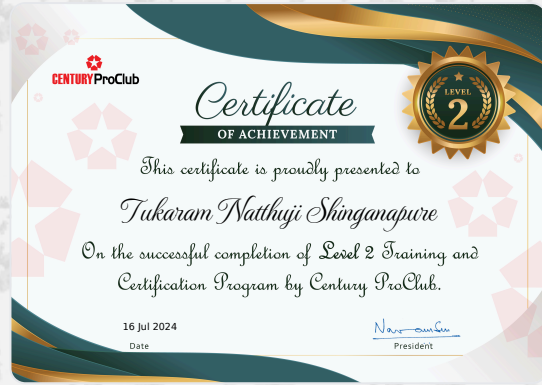 CENTURY ProClub
LEVEL
2
Certificate
OF ACHIEVEMENT
This certificate is proudly presented to
Tukaram Natthuji Shinganapure
On the successful completion of Level 2 Training and
Certification Program by Century ProClub.
16 Jul 2024
Date
President